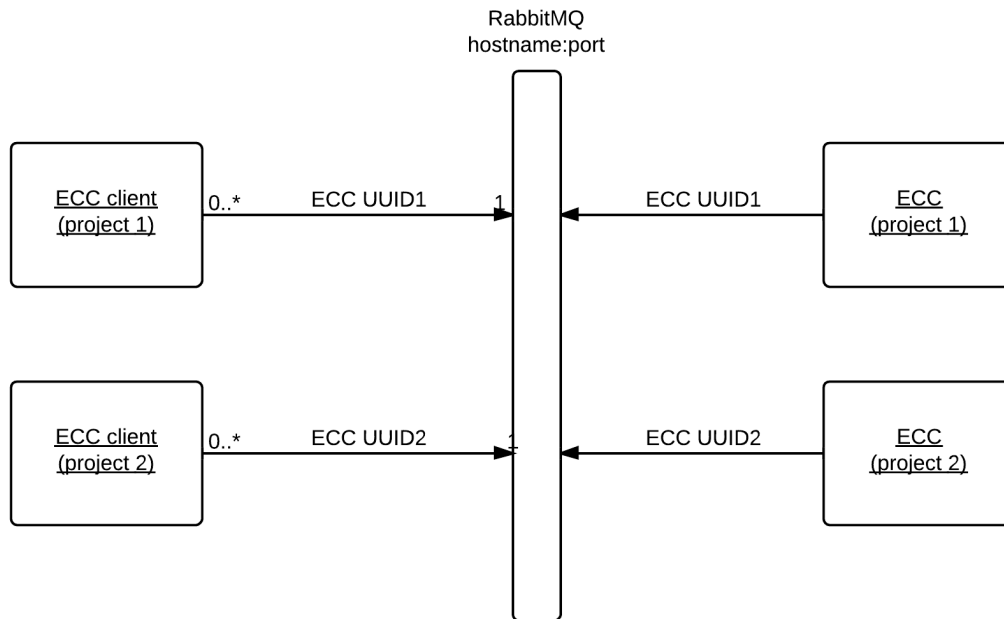 RabbitMQ
hostname:port
ECC client
(project 1)
0..*
ECC UUID1
1
ECC UUID1
ECC
(project 1)
ECC client
(project 2)
0..*
ECC UUID2
1
ECC UUID2
ECC
(project 2)